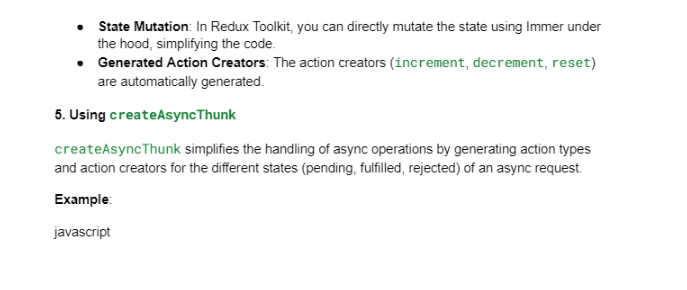 ● State Mutation: In Redux Toolkit, you can directly mutate the state using Immer under
the hood, simplifying the code.
● Generated Action Creators: The action creators (increment, decrement, reset)
are automatically generated.
5. Using createAsyncThunk
createAsyncThunk simplifies the handling of async operations by generating action types
and action creators for the different states (pending, fulfilled, rejected) of an async request.
Example:
javascript